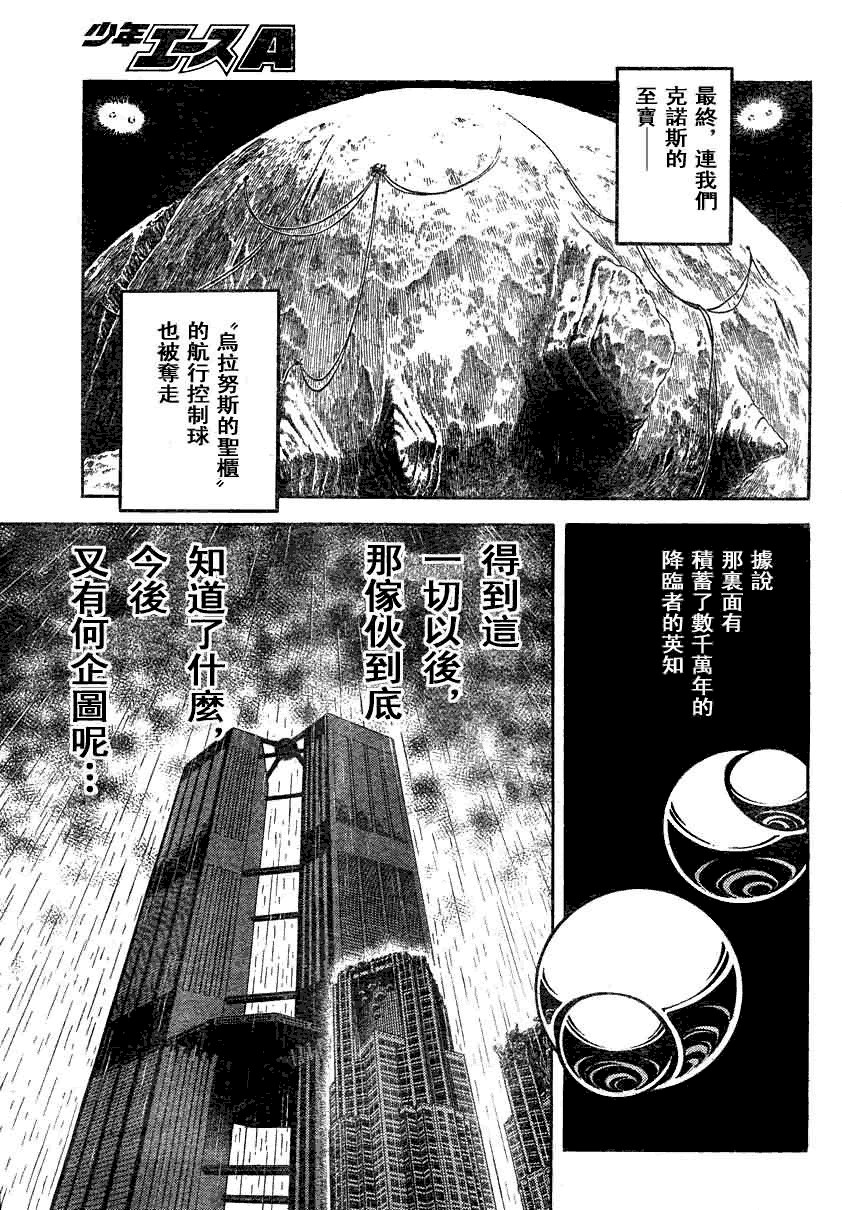 少年エースA
最終，連我們
克諾斯的
至寶——
〝烏拉努斯的聖櫃〞
的航行控制球
也被奪走
據說
那裏面有
積蓄了數千萬年的
降臨者的英知
得到這
一切以後，
那傢伙到底
知道了什麼，
今後
又有何企圖呢…